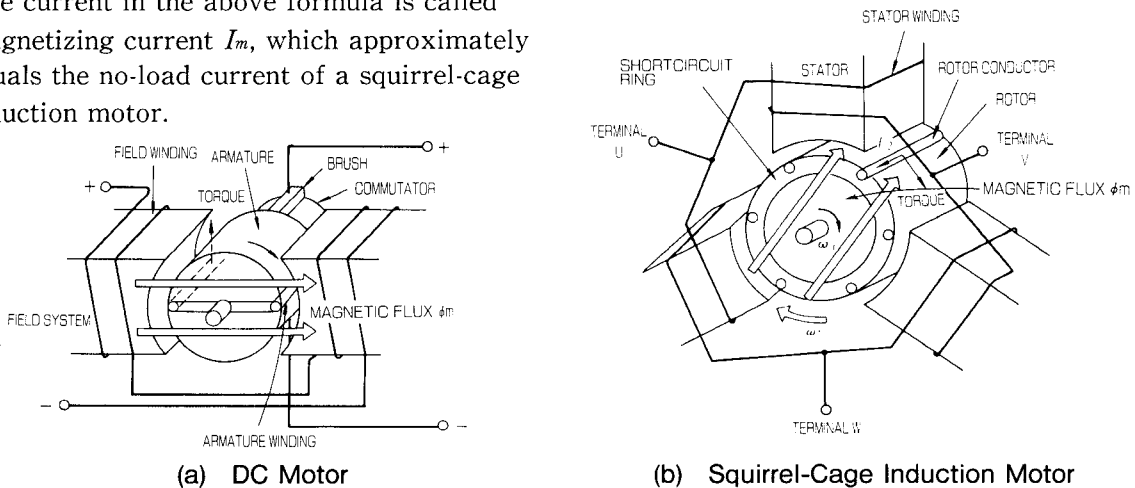 e current in the above formula is called
gnetizing current Im, which approximately
uals the no-load current of a squirrel-cage
uction motor.
FIELD WINDING
ARMATURE
+
BRUSH
+
TORQUE
COMMUTATOR
MAGNETIC FLUX φm
FIELD SYSTEM
−
−
ARMATURE WINDING
(a) DC Motor
STATOR WINDING
SHORTCIRCUIT
RING
STATOR
ROTOR CONDUCTOR
ROTOR
TERMINAL
U
TERMINAL
V
MAGNETIC FLUX φm
TORQUE
TERMINAL W
(b) Squirrel-Cage Induction Motor